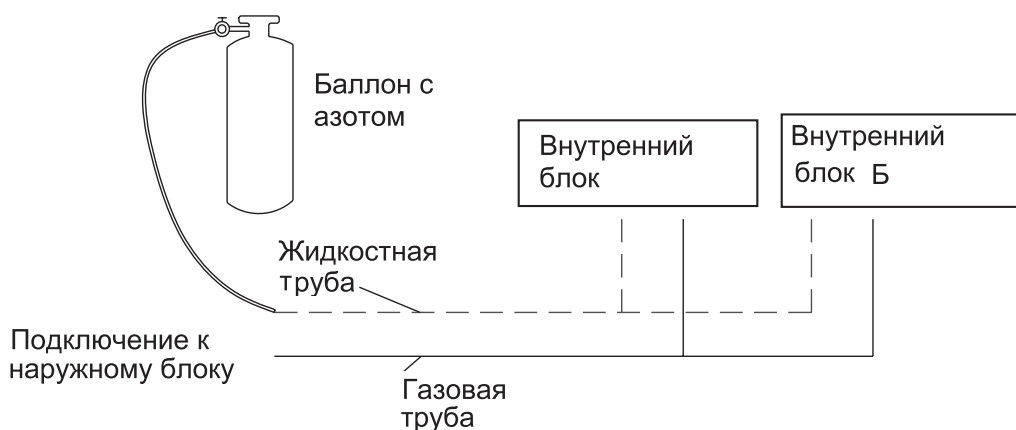 Баллон с
азотом
Внутренний
блок
Внутренний
блок Б
Жидкостная
труба
Подключение к
наружному блоку
Газовая
труба